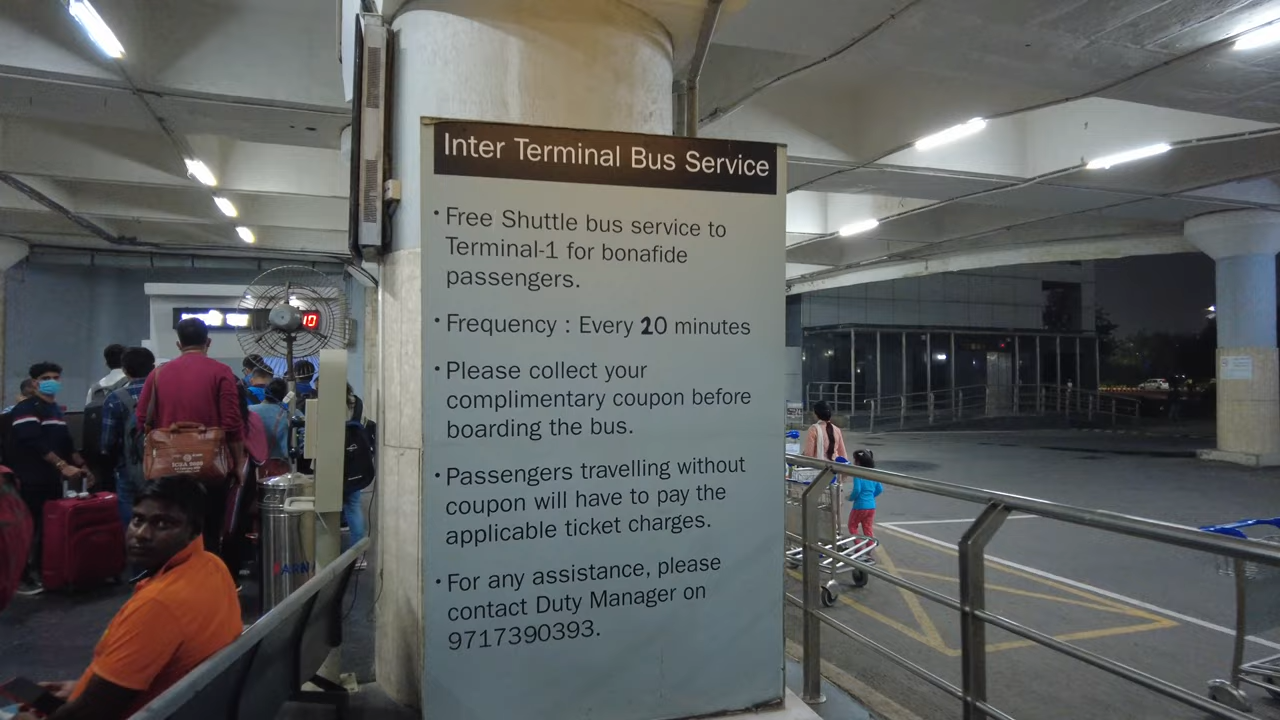 Inter Terminal Bus Service
• Free Shuttle bus service to
Terminal-1 for bonafide
passengers.
• Frequency : Every 20 minutes
• Please collect your
complimentary coupon before
boarding the bus.
• Passengers travelling without
coupon will have to pay the
applicable ticket charges.
• For any assistance, please
contact Duty Manager on
9717390393.
10